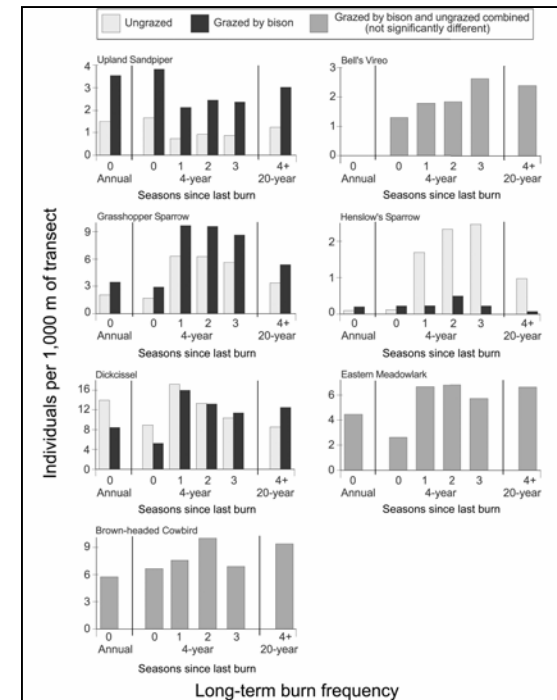 Ungrazed Grazed by bison Grazed by bison and ungrazed combined
(not significantly different)
Individuals per 1,000 m of transect
Upland Sandpiper
4
3
2
1
0
0 0 1 2 3 4+
Annual 4-year 20-year
Seasons since last burn
Bell's Vireo
3
2
1
0
0 0 1 2 3 4+
Annual 4-year 20-year
Seasons since last burn
Grasshopper Sparrow
9
6
3
0
0 0 1 2 3 4+
Annual 4-year 20-year
Seasons since last burn
Henslow's Sparrow
2
1
0
0 0 1 2 3 4+
Annual 4-year 20-year
Seasons since last burn
Dickcissel
16
12
8
4
0
0 0 1 2 3 4+
Annual 4-year 20-year
Seasons since last burn
Eastern Meadowlark
6
4
2
0
0 0 1 2 3 4+
Annual 4-year 20-year
Seasons since last burn
Brown-headed Cowbird
9
6
3
0
0 0 1 2 3 4+
Annual 4-year 20-year
Seasons since last burn
Long-term burn frequency